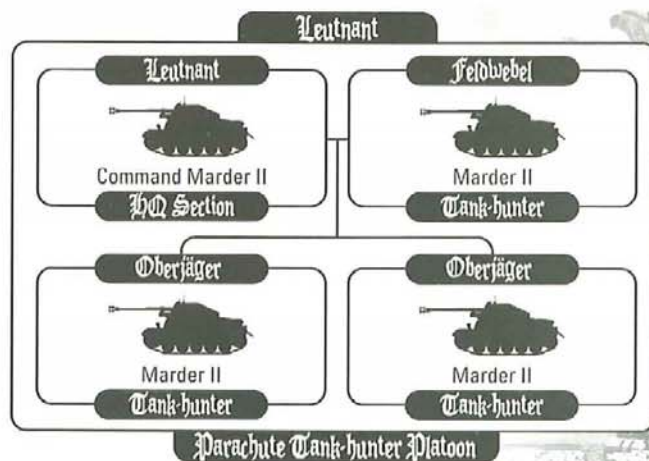 Leutnant
Leutnant
Command Marder II
HQ Section
Feldwebel
Marder II
Tank-hunter
Oberjäger
Marder II
Tank-hunter
Oberjäger
Marder II
Tank-hunter
Parachute Tank-hunter Platoon